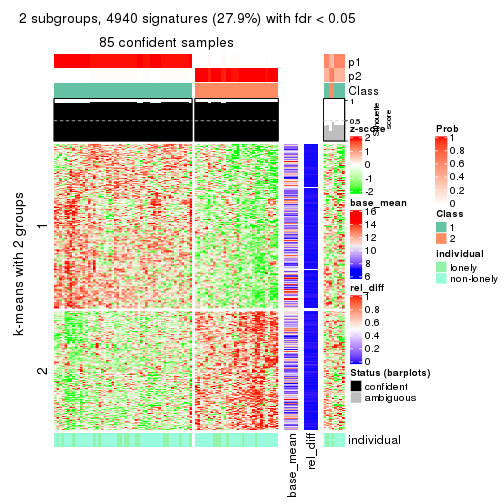 2 subgroups, 4940 signatures (27.9%) with fdr < 0.05
85 confident samples
p1
p2
Class
1
0.5
0
Silhouette
score
k-means with 2 groups
1
2
individual
base_mean
rel_diff
z-score
2
1
0
-1
-2
base_mean
16
14
12
10
8
6
rel_diff
1
0.8
0.6
0.4
0.2
0
Status (barplots)
confident
ambiguous
Prob
1
0.8
0.6
0.4
0.2
0
Class
1
2
individual
lonely
non-lonely